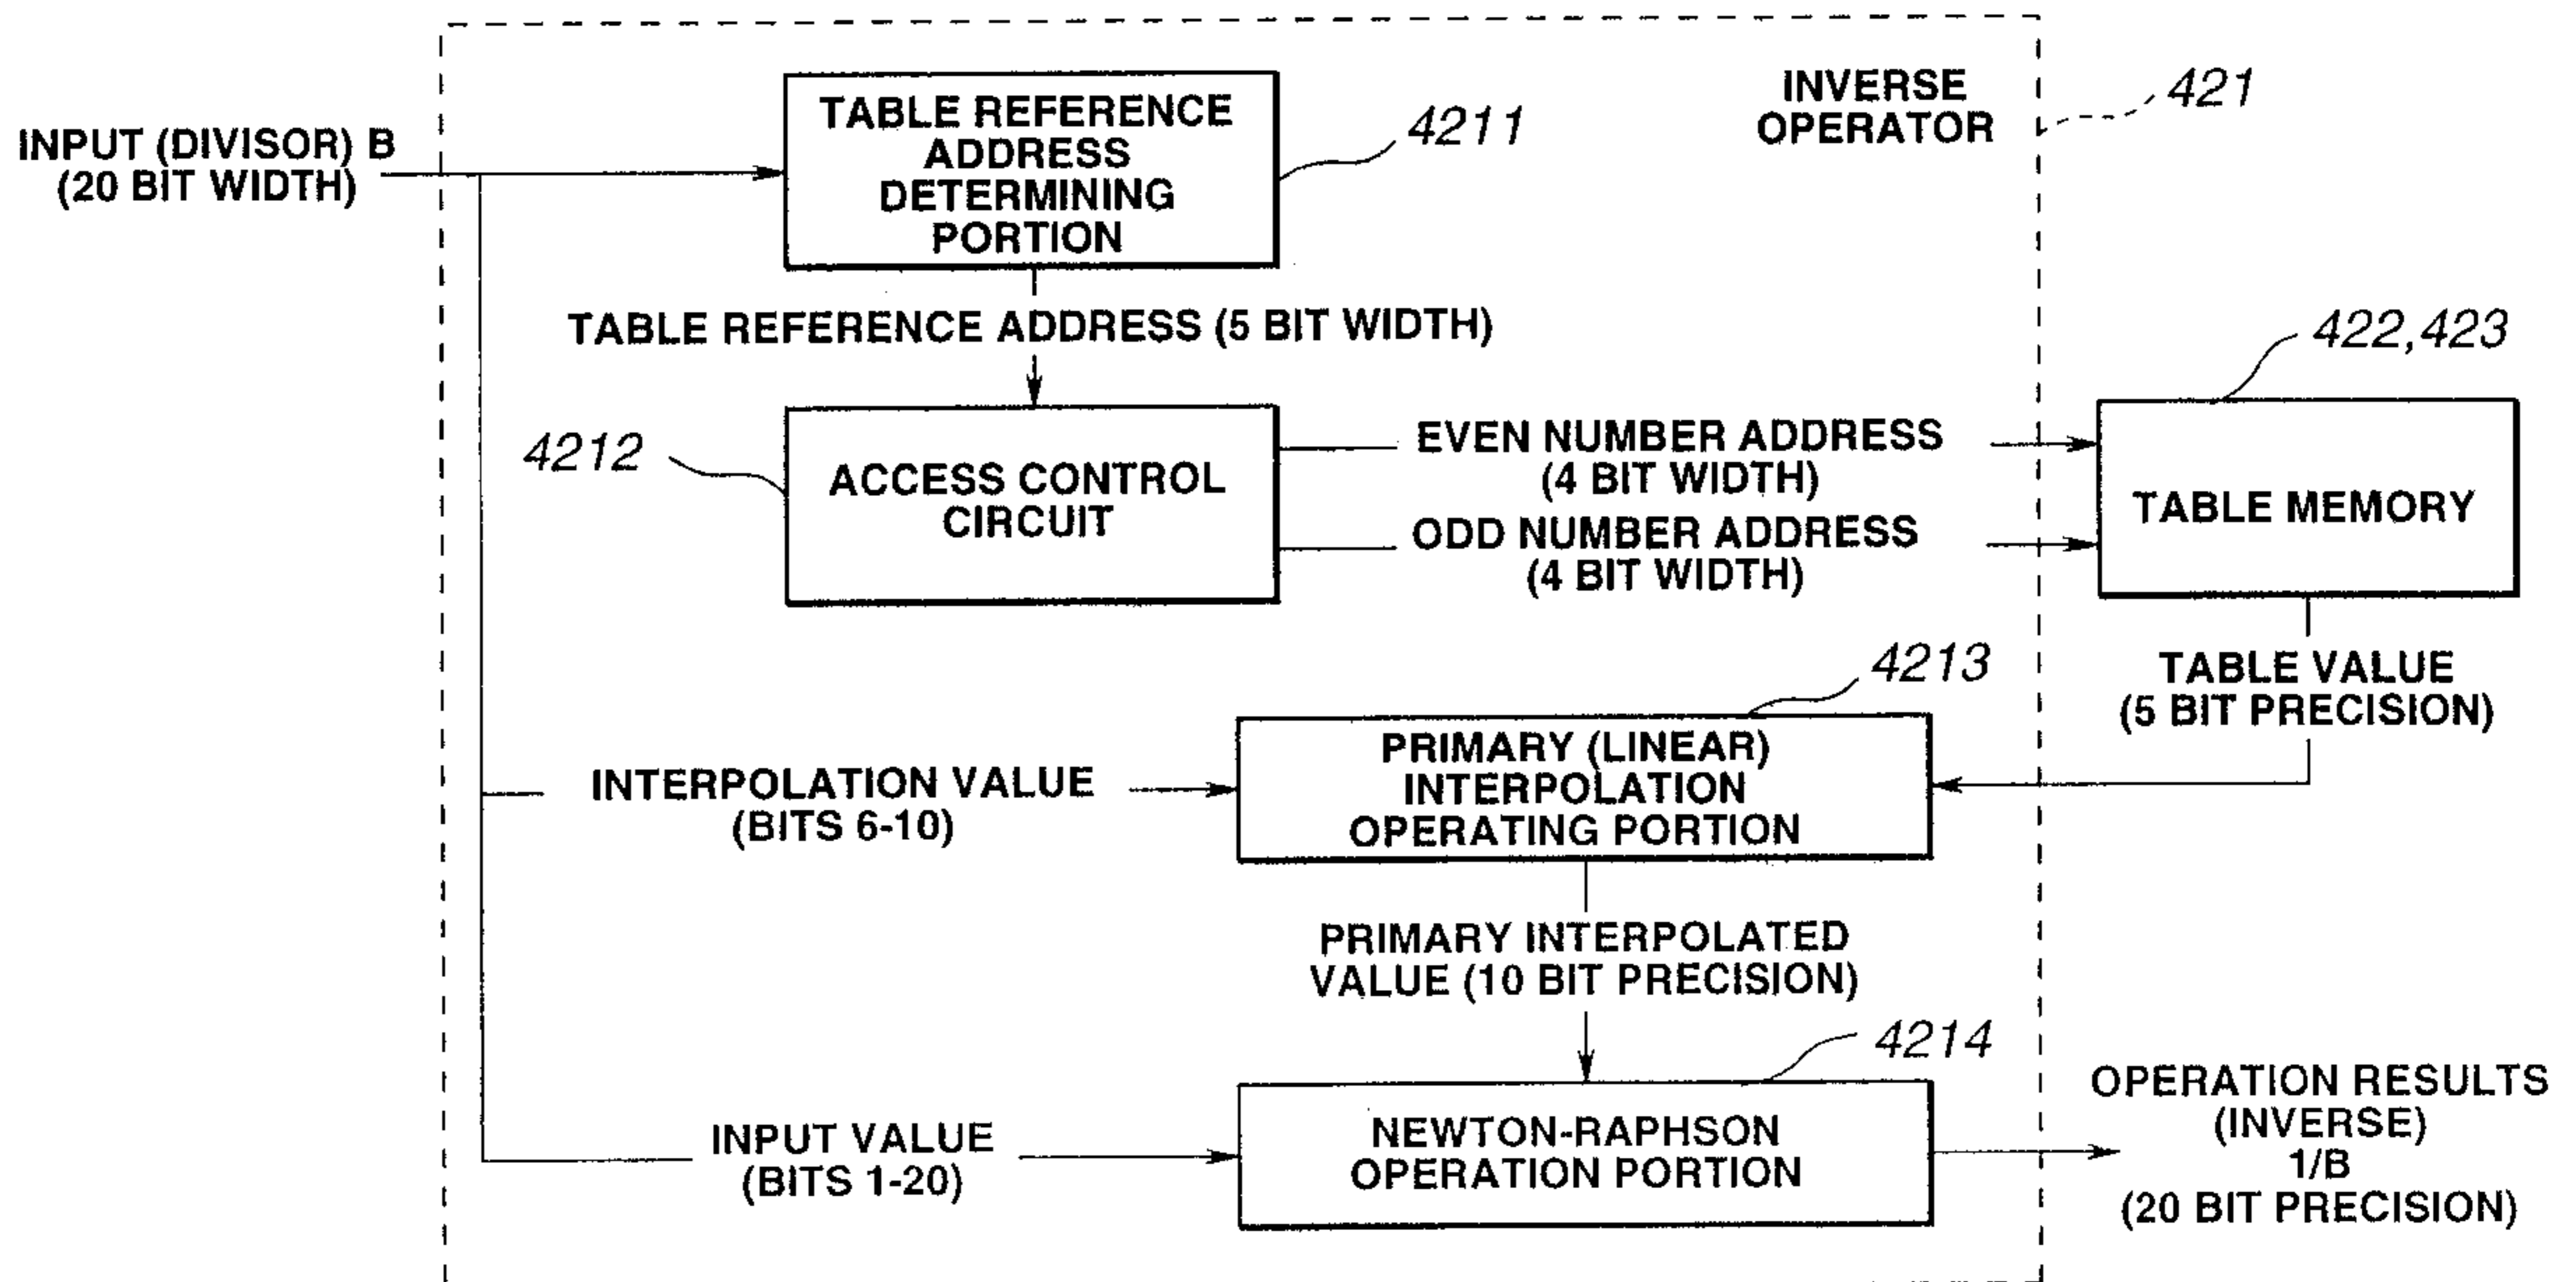 INPUT (DIVISOR) B
(20 BIT WIDTH)
TABLE REFERENCE
ADDRESS
DETERMINING
PORTION
4211
INVERSE
OPERATOR
421
TABLE REFERENCE ADDRESS (5 BIT WIDTH)
4212
ACCESS CONTROL
CIRCUIT
EVEN NUMBER ADDRESS
(4 BIT WIDTH)
ODD NUMBER ADDRESS
(4 BIT WIDTH)
422,423
TABLE MEMORY
TABLE VALUE
(5 BIT PRECISION)
INTERPOLATION VALUE
(BITS 6-10)
4213
PRIMARY (LINEAR)
INTERPOLATION
OPERATING PORTION
PRIMARY INTERPOLATED
VALUE (10 BIT PRECISION)
INPUT VALUE
(BITS 1-20)
4214
NEWTON-RAPHSON
OPERATION PORTION
OPERATION RESULTS
(INVERSE)
1/B
(20 BIT PRECISION)